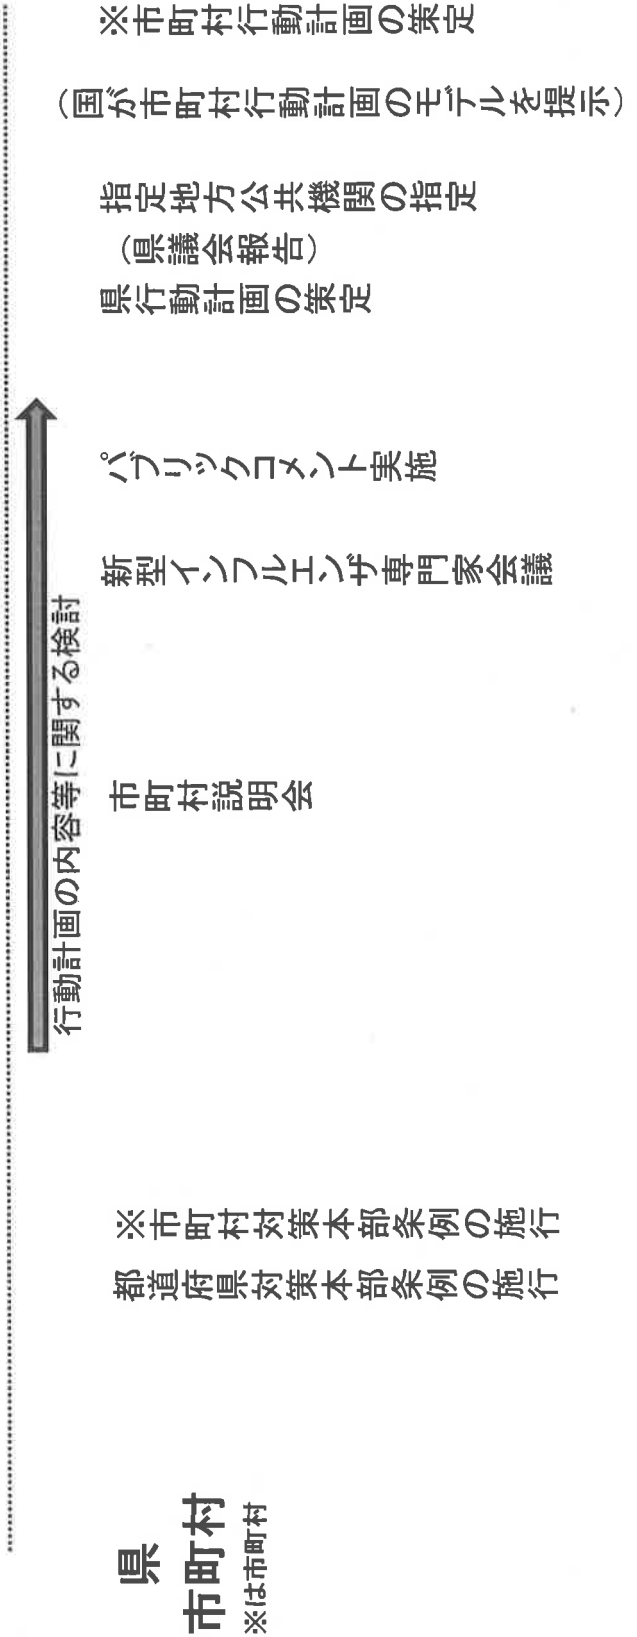 県
市町村
※は市町村
都道府県対策本部条例の施行
※市町村対策本部条例の施行
行動計画の内容等に関する検討
市町村説明会
新型インフルエンザ専門家会議
パブリックコメント実施
県行動計画の策定
（県議会報告）
指定地方公共機関の指定
（国が市町村行動計画のモデルを提示）
※市町村行動計画の策定